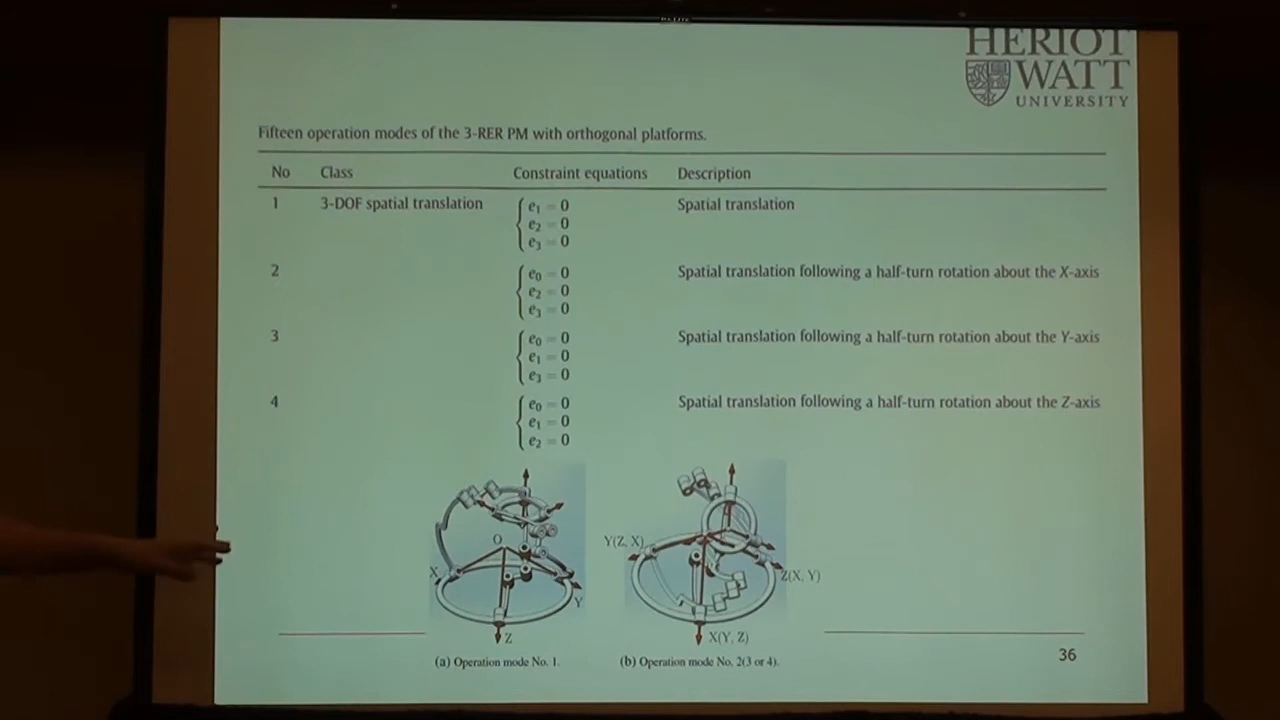 HERIOT
WATT
UNIVERSITY
Fifteen operation modes of the 3-RER PM with orthogonal platforms.
No Class Constraint equations Description
1 3-DOF spatial translation e₁ = 0 Spatial translation
e₂ = 0
e₃ = 0
2 e₀ = 0 Spatial translation following a half-turn rotation about the X-axis
e₂ = 0
e₃ = 0
3 e₀ = 0 Spatial translation following a half-turn rotation about the Y-axis
e₁ = 0
e₃ = 0
4 e₀ = 0 Spatial translation following a half-turn rotation about the Z-axis
e₁ = 0
e₂ = 0
O
X
Y
Z
Y(Z, X)
Z(X, Y)
X(Y, Z)
(a) Operation mode No. 1.
(b) Operation mode No. 2(3 or 4).
36